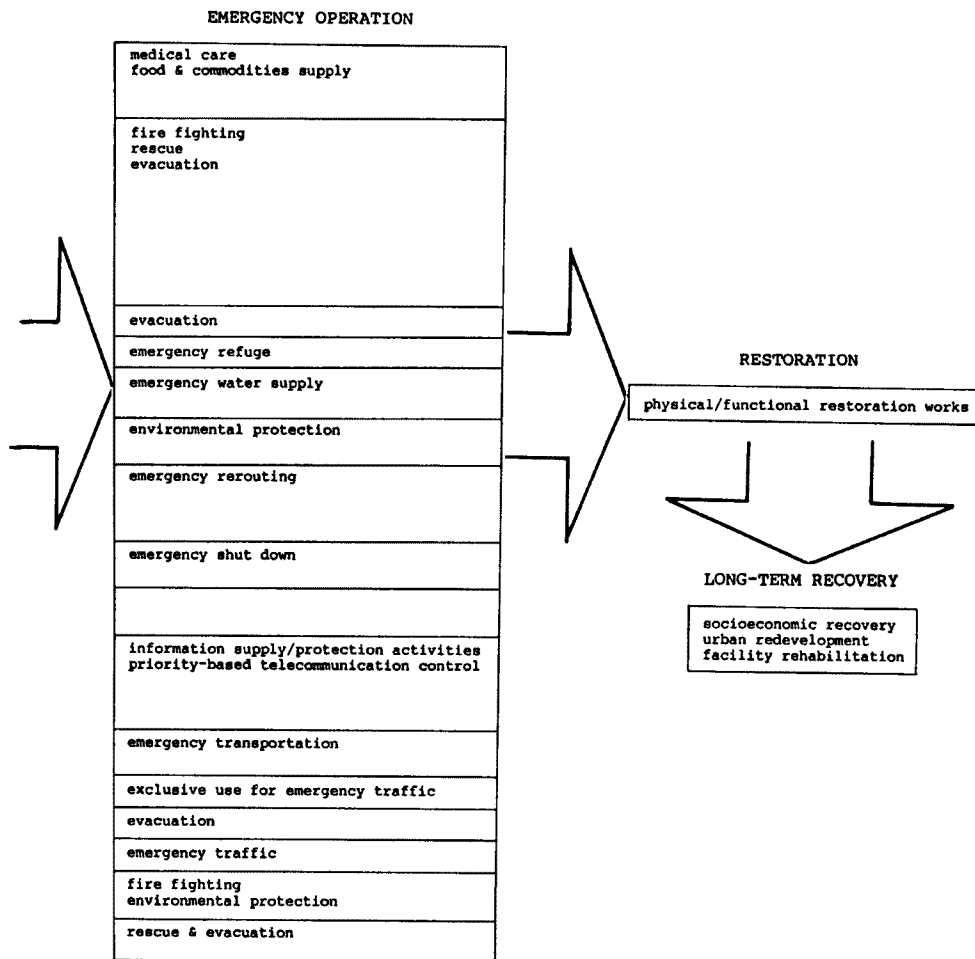 EMERGENCY OPERATION
medical care
food & commodities supply
fire fighting
rescue
evacuation
evacuation
emergency refuge
emergency water supply
environmental protection
emergency rerouting
emergency shut down
information supply/protection activities
priority-based telecommunication control
emergency transportation
exclusive use for emergency traffic
evacuation
emergency traffic
fire fighting
environmental protection
rescue & evacuation
RESTORATION
physical/functional restoration works
LONG-TERM RECOVERY
socioeconomic recovery
urban redevelopment
facility rehabilitation